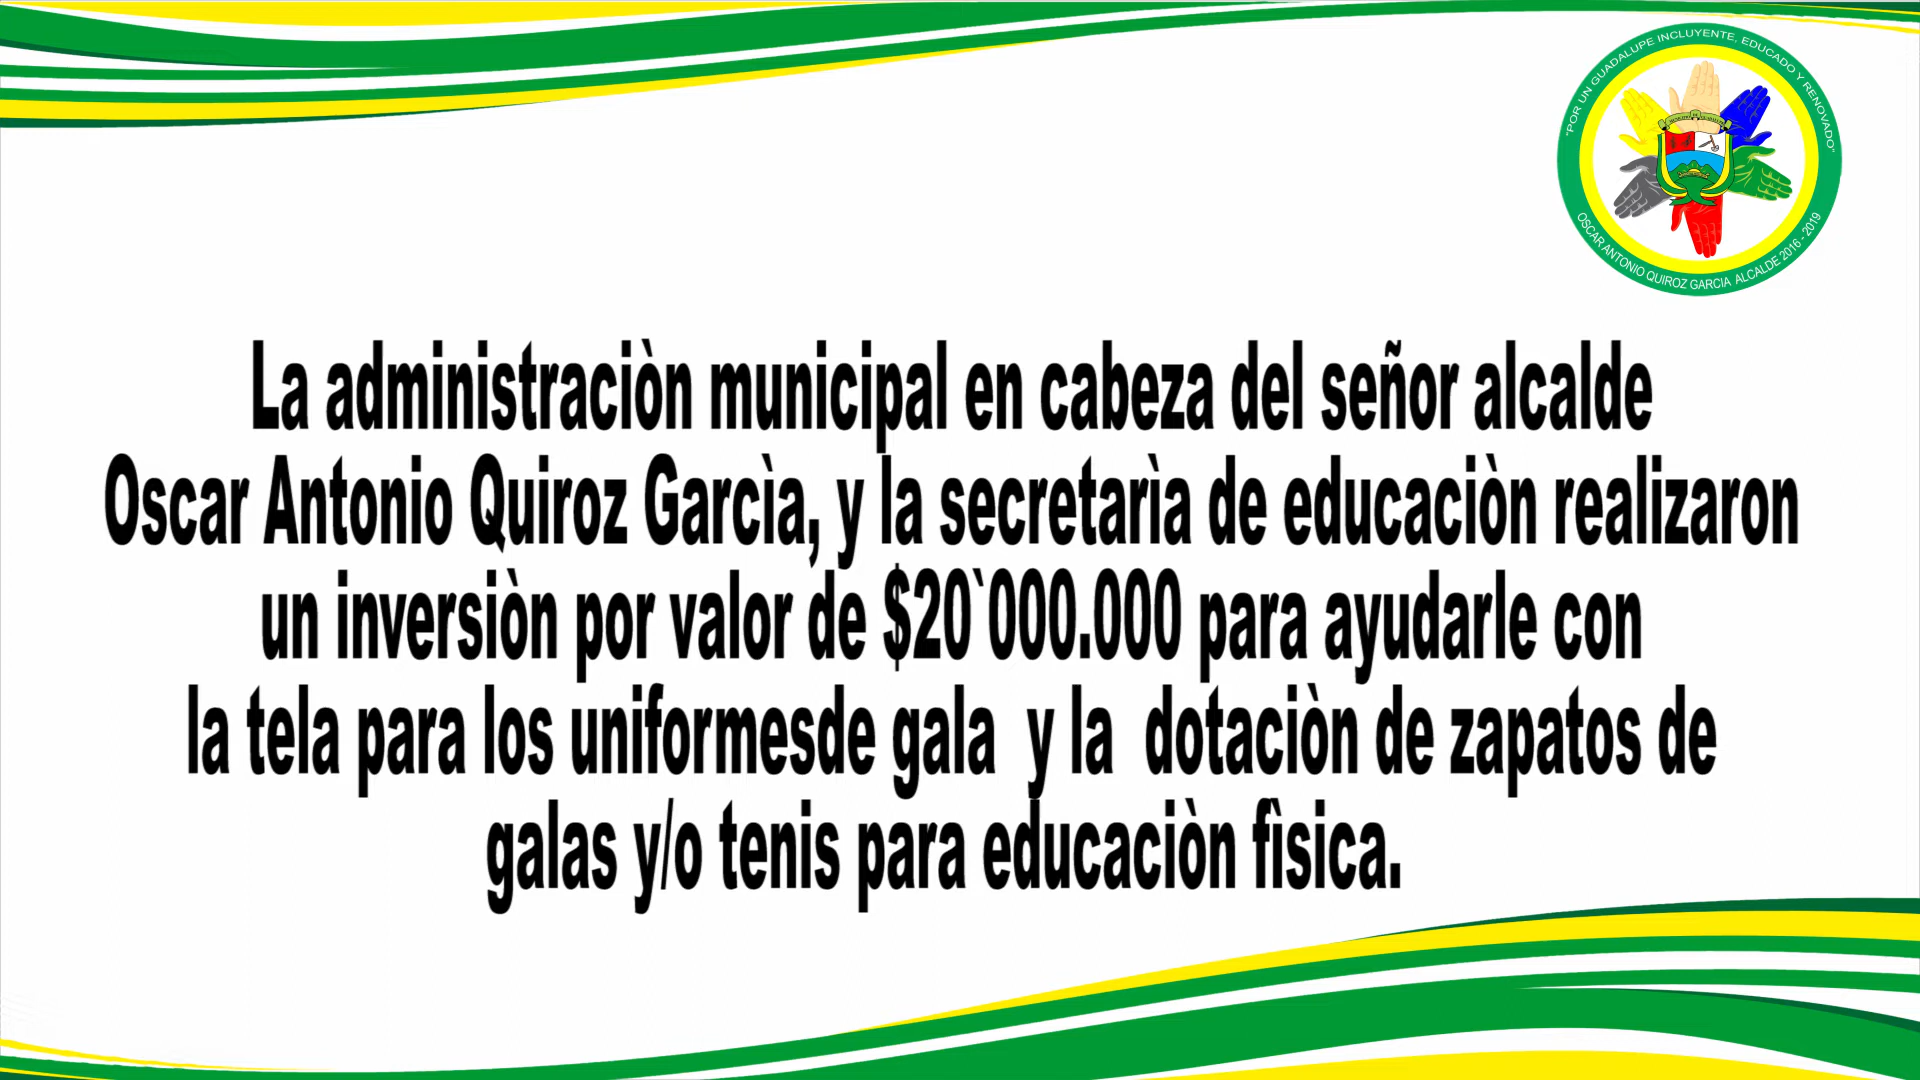 "POR UN GUADALUPE INCLUYENTE, EDUCADO Y RENOVADO"
OSCAR ANTONIO QUIROZ GARCIA ALCALDE 2016 - 2019
La administraciòn municipal en cabeza del señor alcalde
Oscar Antonio Quiroz Garcìa, y la secretarìa de educaciòn realizaron
un inversiòn por valor de $20`000.000 para ayudarle con
la tela para los uniformesde gala  y la  dotaciòn de zapatos de
galas y/o tenis para educaciòn fìsica.